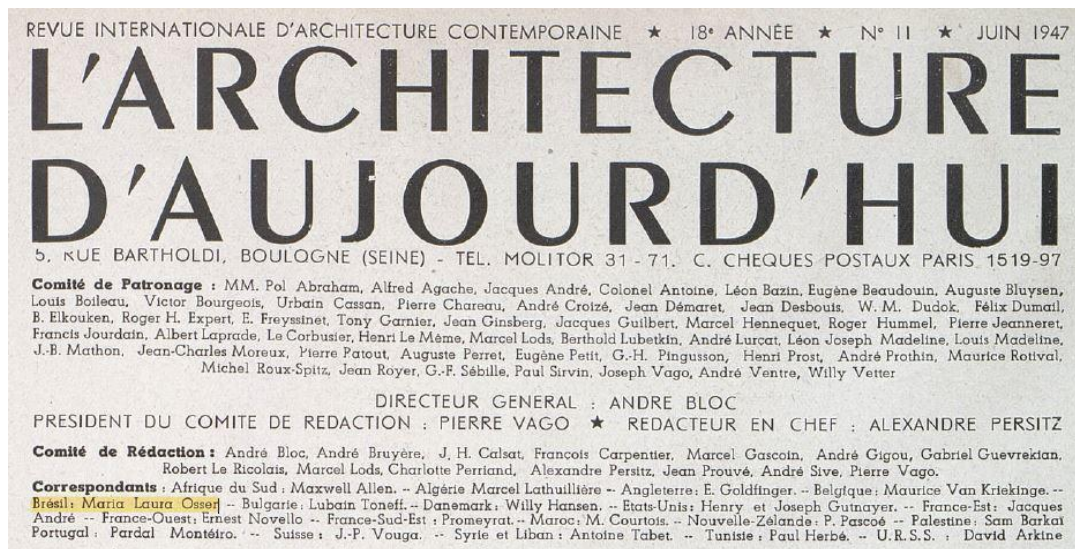 REVUE INTERNATIONALE D'ARCHITECTURE CONTEMPORAINE ★ 18e ANNÉE ★ N° 11 ★ JUIN 1947
L'ARCHITECTURE
D'AUJOURD'HUI
5, RUE BARTHOLDI, BOULOGNE (SEINE) - TEL. MOLITOR 31-71. C. CHEQUES POSTAUX PARIS 1519-97
Comité de Patronage : MM. Pol Abraham, Alfred Agache, Jacques André, Colonel Antoine, Léon Bazin, Eugène Beaudouin, Auguste Bluysen,
Louis Boileau, Victor Bourgeois, Urbain Cassan, Pierre Chareau, André Croizé, Jean Démaret, Jean Desbouis, W. M. Dudok, Félix Dumail,
B. Elkouken, Roger H. Expert, E. Freyssinet, Tony Garnier, Jean Ginsberg, Jacques Guilbert, Marcel Hennequet, Roger Hummel, Pierre Jeanneret,
Francis Jourdain, Albert Laprade, Le Corbusier, Henri Le Même, Marcel Lods, Berthold Lubetkin, André Lurcat, Léon Joseph Madeline, Louis Madeline,
J.-B. Mathon, Jean-Charles Moreux, Pierre Patout, Auguste Perret, Eugène Petit, G.-H. Pingusson, Henri Prost, André Prothin, Maurice Rotival,
Michel Roux-Spitz, Jean Royer, G.-F. Sébille, Paul Sirvin, Joseph Vago, André Ventre, Willy Vetter
DIRECTEUR GENERAL : ANDRE BLOC
PRESIDENT DU COMITE DE REDACTION : PIERRE VAGO ★ REDACTEUR EN CHEF : ALEXANDRE PERSITZ
Comité de Rédaction : André Bloc, André Bruyère, J. H. Calsat, François Carpentier, Marcel Gascoin, André Gigou, Gabriel Guevrekian,
Robert Le Ricolais, Marcel Lods, Charlotte Perriand, Alexandre Persitz, Jean Prouvé, André Sive, Pierre Vago.
Correspondants : Afrique du Sud : Maxwell Allen. -- Algérie Marcel Lathuillière -- Angleterre: E. Goldfinger. -- Belgique: Maurice Van Kriekinge. --
Brésil: Maria Laura Osser -- Bulgarie: Lubain Toneff. -- Danemark: Willy Hansen. -- Etats-Unis: Henry et Joseph Gutnayer. -- France-Est: Jacques
André -- France-Ouest: Ernest Novello -- France-Sud-Est : Promeyrat. -- Maroc: M. Courtois. -- Nouvelle-Zélande: P. Pascoé -- Palestine: Sam Barkaï
Portugal : Pardal Montéiro. -- Suisse : J.-P. Vouga. -- Syrie et Liban : Antoine Tabet. -- Tunisie : Paul Herbé. -- U.R.S.S. : David Arkine